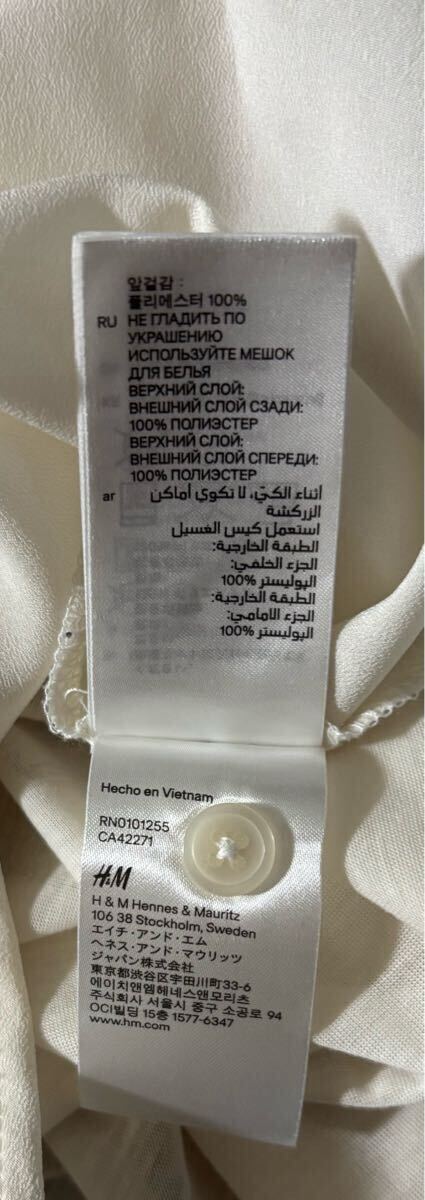 앞겉감 :
폴리에스터 100%
RU НЕ ГЛАДИТЬ ПО
УКРАШЕНИЮ
ИСПОЛЬЗУЙТЕ МЕШОК
ДЛЯ БЕЛЬЯ
ВЕРХНИЙ СЛОЙ:
ВНЕШНИЙ СЛОЙ СЗАДИ:
100% ПОЛИЭСТЕР
ВЕРХНИЙ СЛОЙ:
ВНЕШНИЙ СЛОЙ СПЕРЕДИ:
100% ПОЛИЭСТЕР
ar أثناء الكيّ، لا تكوي أماكن
الزركشة
استعمل كيس الغسيل
الطبقة الخارجية:
الجزء الخلفي:
البوليستر %100
الطبقة الخارجية:
الجزء الامامي:
البوليستر %100
Hecho en Vietnam
RN0101255
CA42271
H&M
H & M Hennes & Mauritz
106 38 Stockholm, Sweden
エイチ・アンド・エム
ヘネス・アンド・マウリッツ
ジャパン株式会社
東京都渋谷区宇田川町33-6
에이치앤엠헤네스앤모리츠
주식회사 서울시 중구 소공로 94
OCI빌딩 15층 1577-6347
www.hm.com